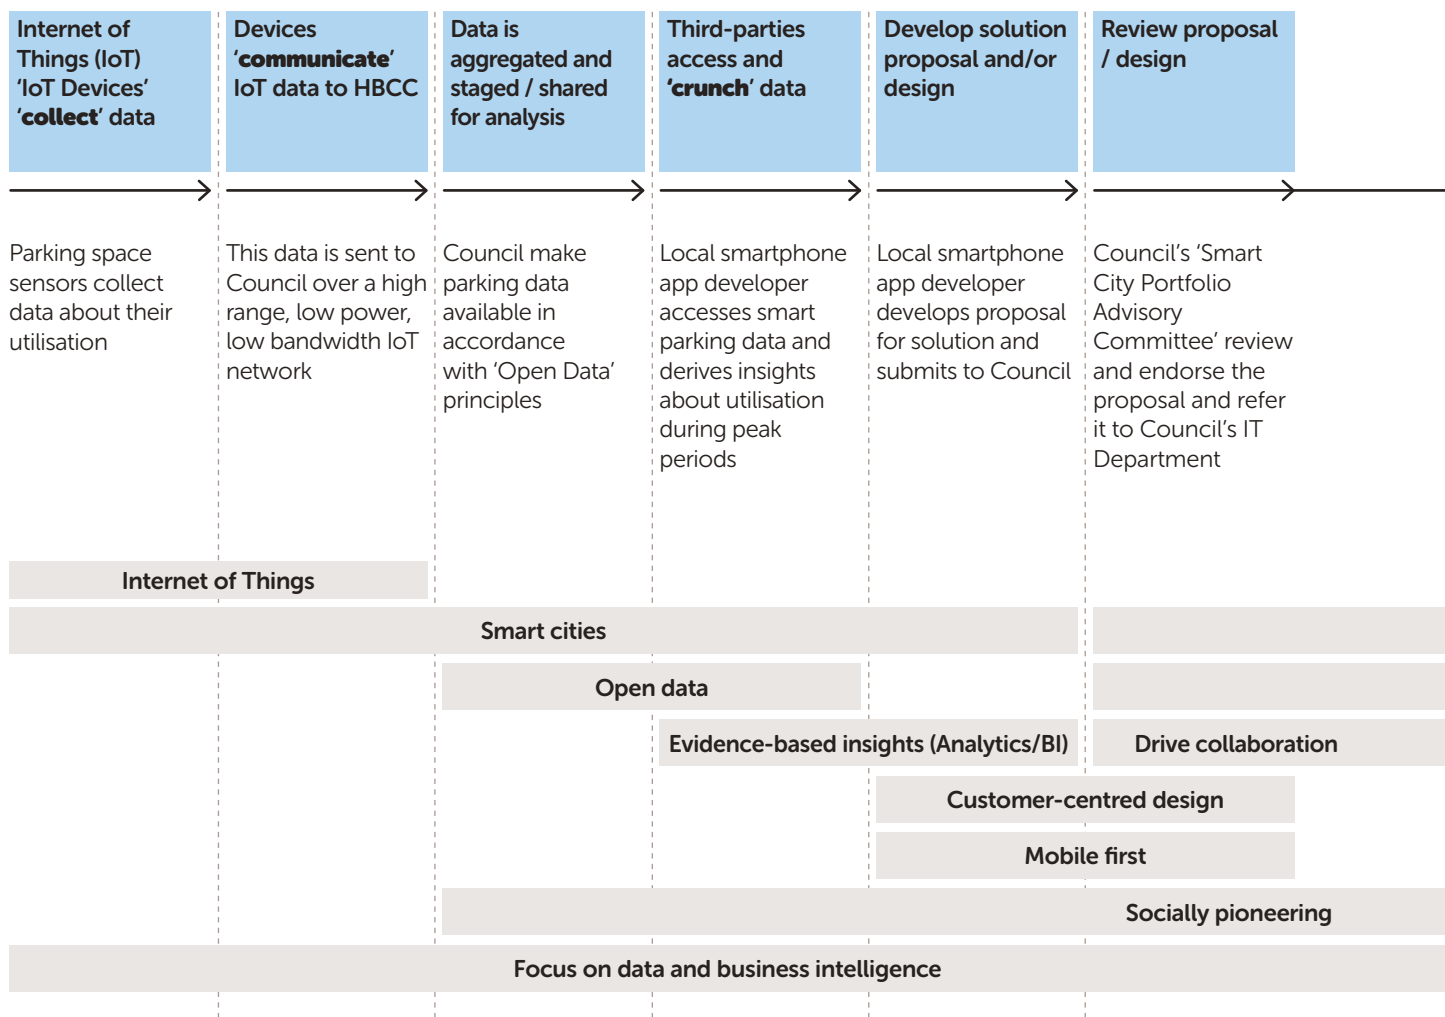 Internet of
Things (IoT)
‘IoT Devices’
‘collect’ data
Devices
‘communicate’
IoT data to HBCC
Data is
aggregated and
staged / shared
for analysis
Third-parties
access and
‘crunch’ data
Develop solution
proposal and/or
design
Review proposal
/ design
Parking space
sensors collect
data about their
utilisation
This data is sent to
Council over a high
range, low power,
low bandwidth IoT
network
Council make
parking data
available in
accordance
with ‘Open Data’
principles
Local smartphone
app developer
accesses smart
parking data and
derives insights
about utilisation
during peak
periods
Local smartphone
app developer
develops proposal
for solution and
submits to Council
Council’s ‘Smart
City Portfolio
Advisory
Committee’ review
and endorse the
proposal and refer
it to Council’s IT
Department
Internet of Things
Smart cities
Open data
Evidence-based insights (Analytics/BI)
Drive collaboration
Customer-centred design
Mobile first
Socially pioneering
Focus on data and business intelligence